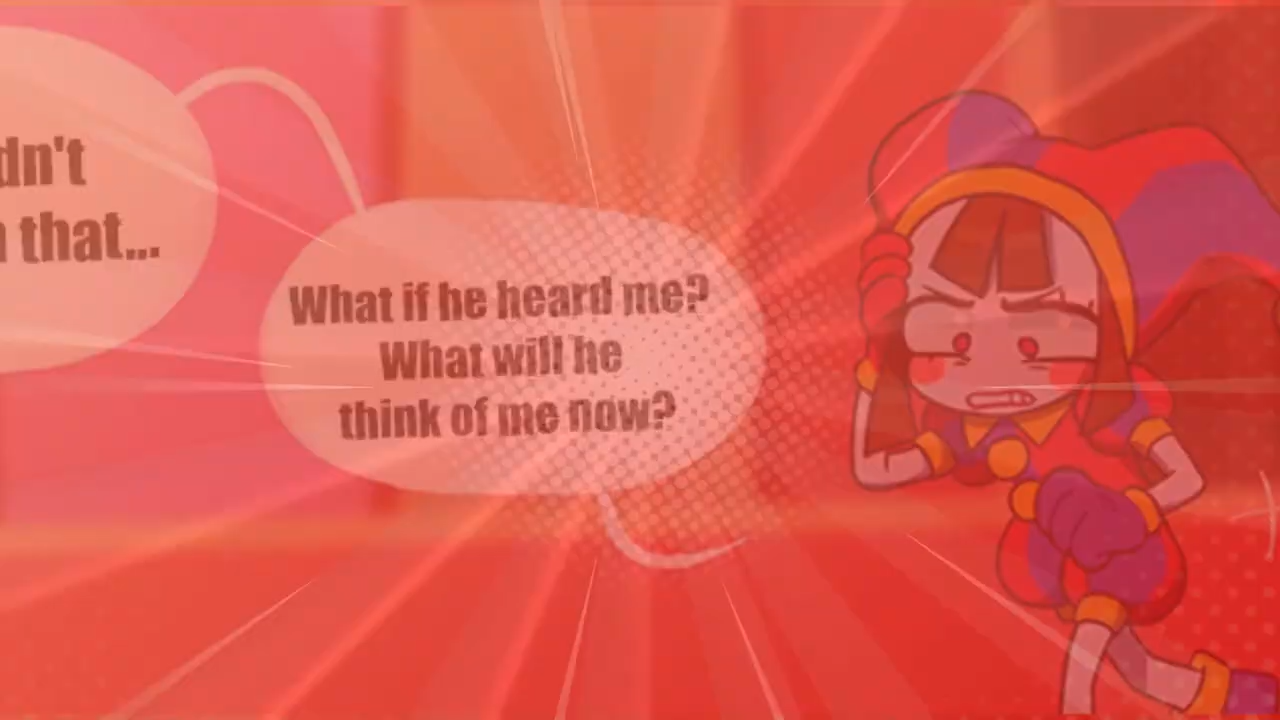 dn't
that...
What if he heard me?
What will he
think of me now?